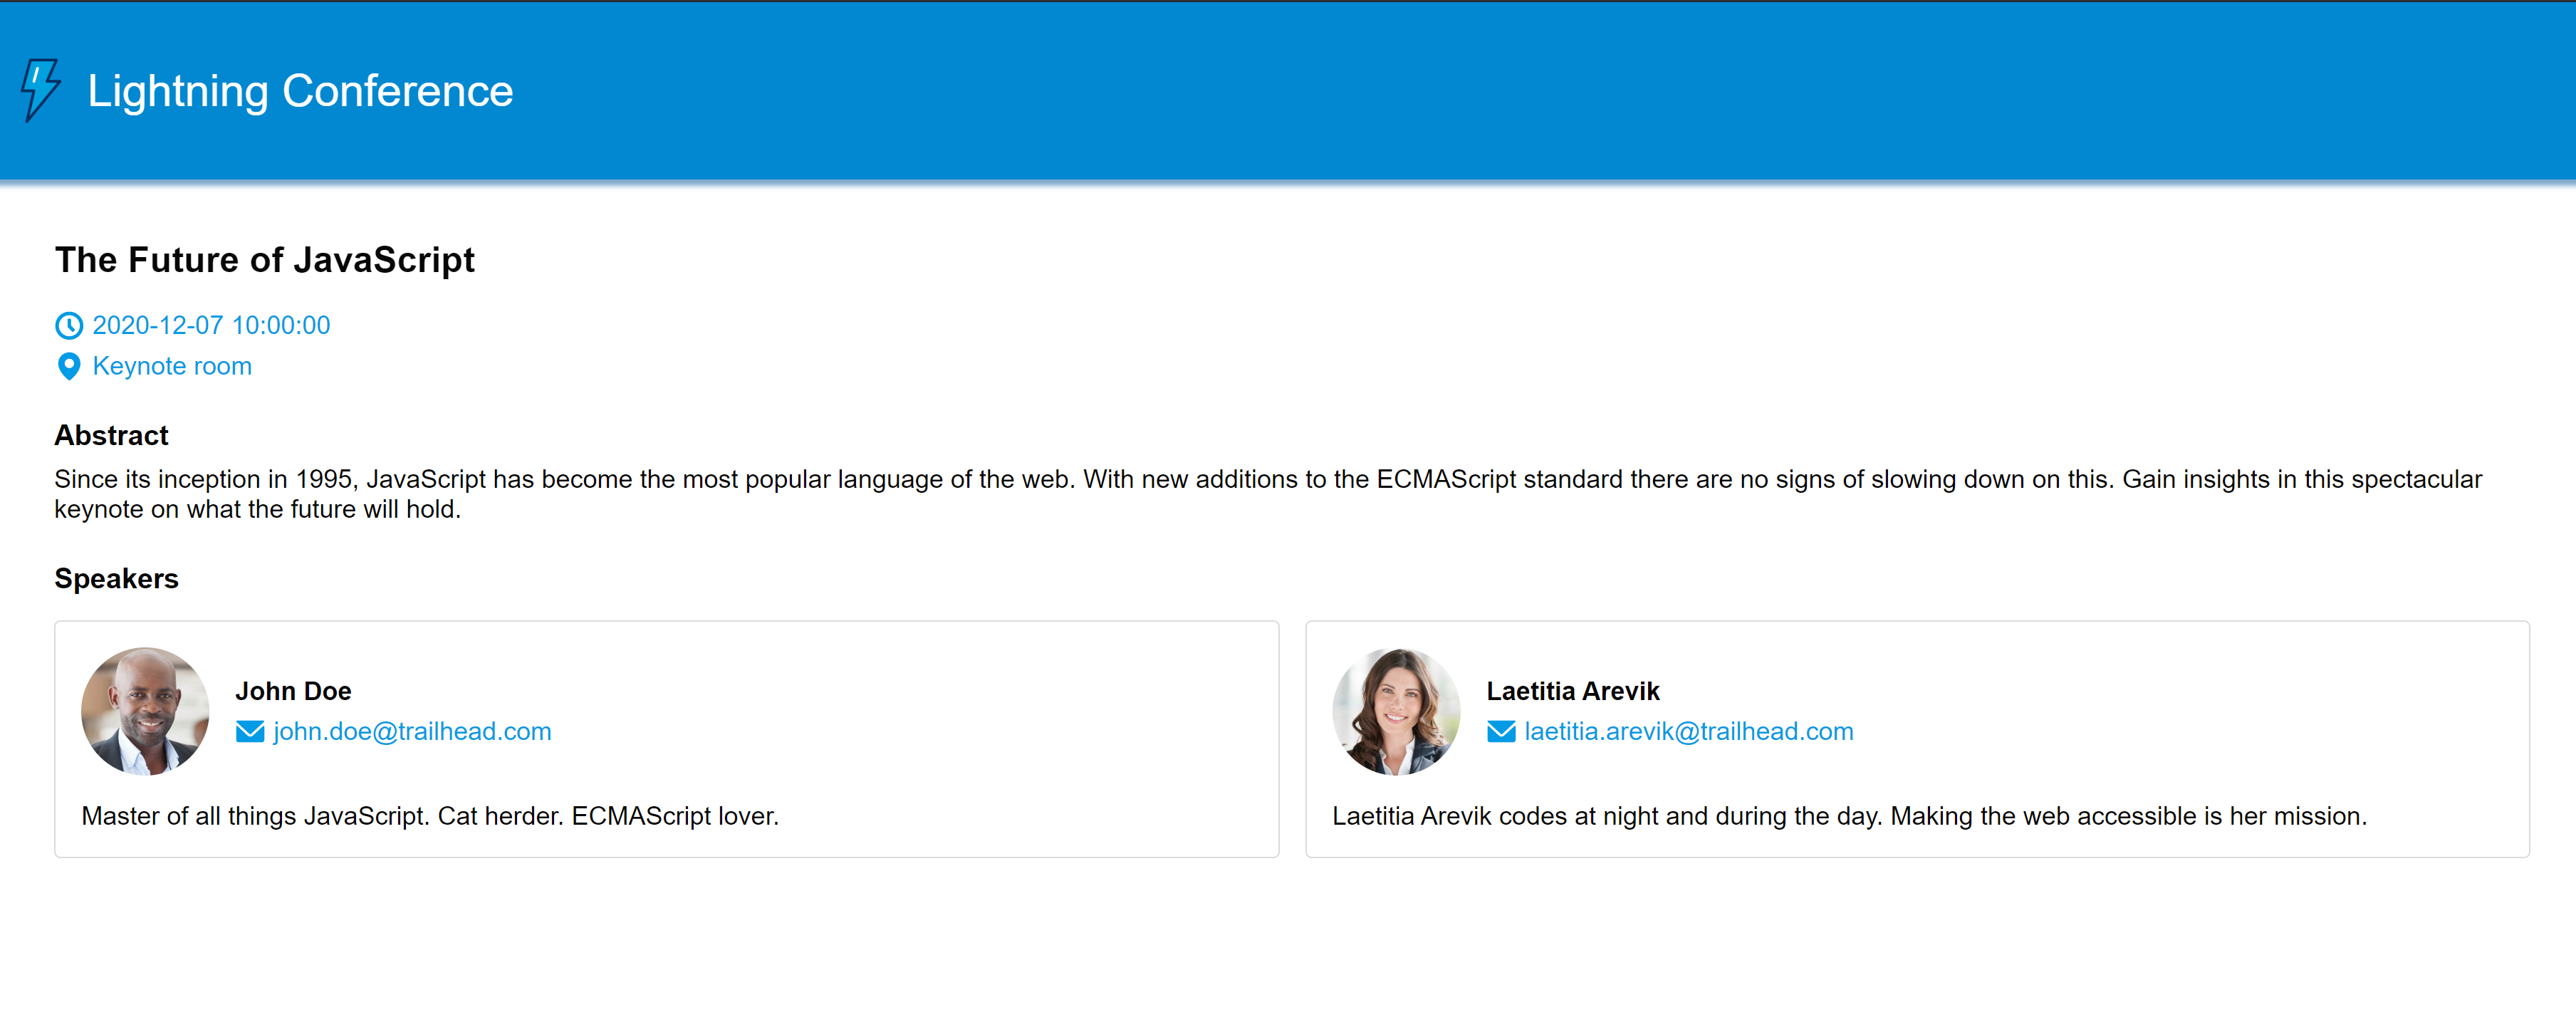 Lightning Conference
The Future of JavaScript
2020-12-07 10:00:00
Keynote room
Abstract
Since its inception in 1995, JavaScript has become the most popular language of the web. With new additions to the ECMAScript standard there are no signs of slowing down on this. Gain insights in this spectacular
keynote on what the future will hold.
Speakers
John Doe
john.doe@trailhead.com
Master of all things JavaScript. Cat herder. ECMAScript lover.
Laetitia Arevik
laetitia.arevik@trailhead.com
Laetitia Arevik codes at night and during the day. Making the web accessible is her mission.